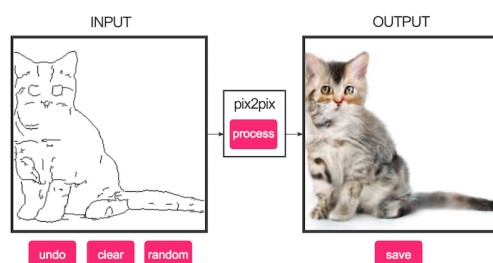 INPUT
OUTPUT
pix2pix
process
undo
clear
random
save